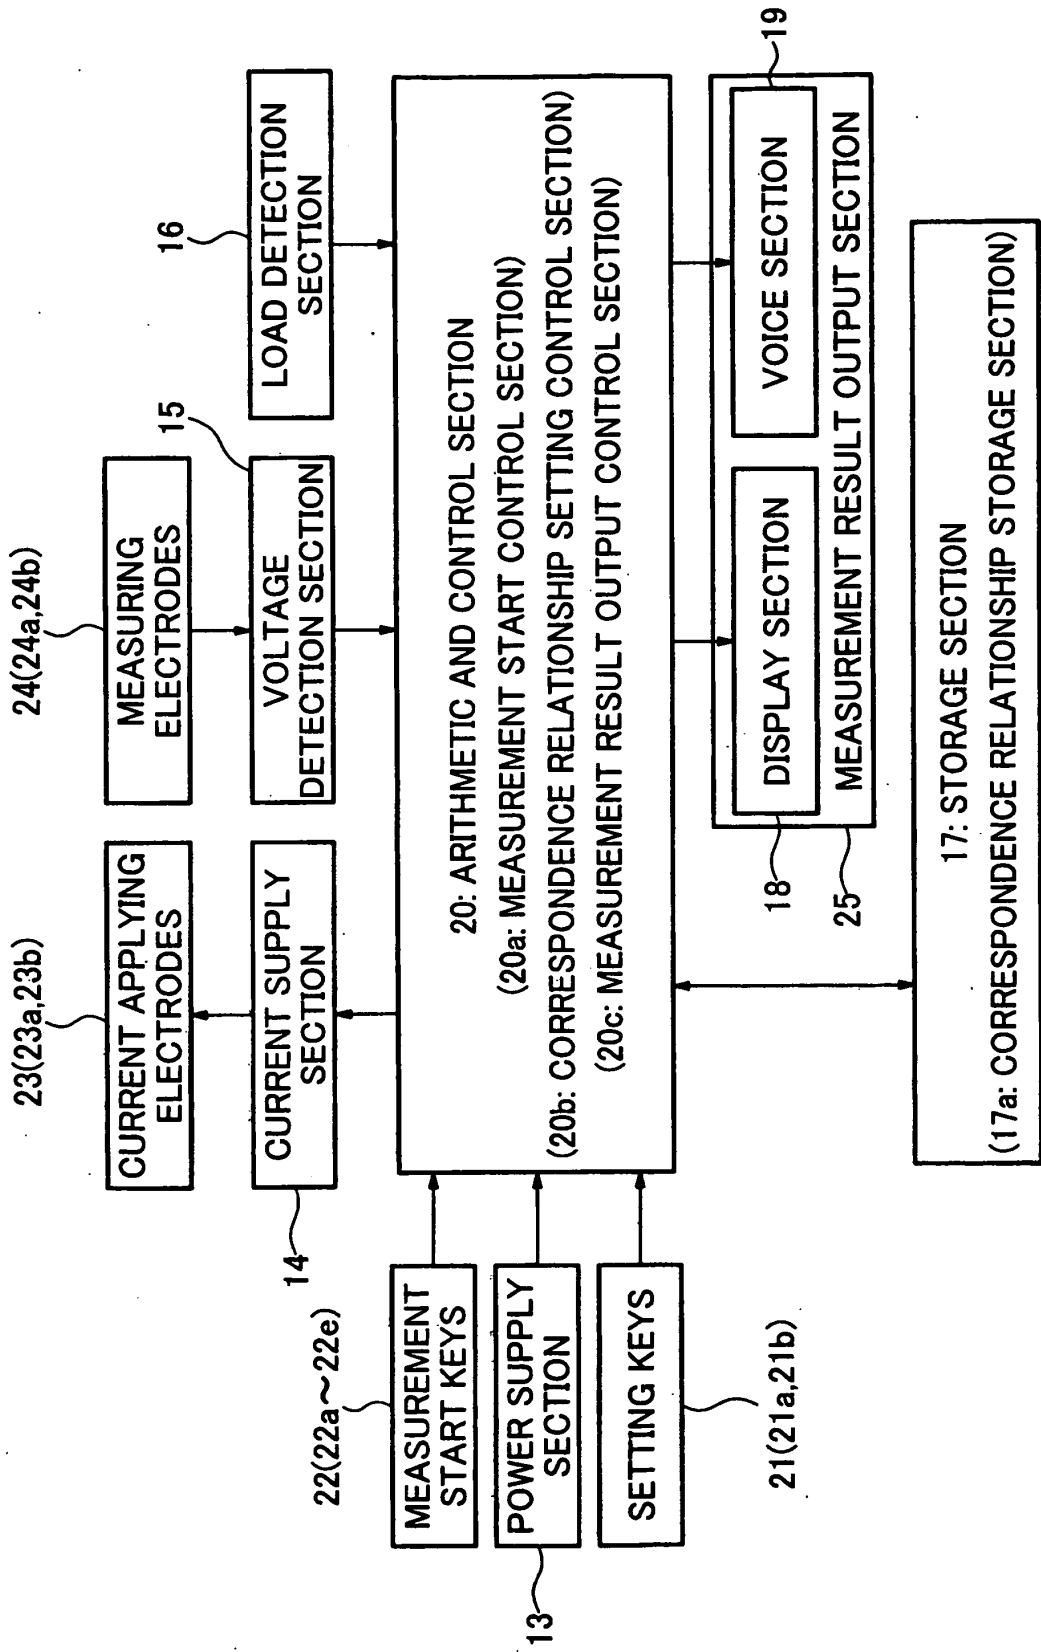 23(23a,23b)
24(24a,24b)
CURRENT APPLYING
ELECTRODES
MEASURING
ELECTRODES
15
16
CURRENT SUPPLY
SECTION
VOLTAGE
DETECTION SECTION
LOAD DETECTION
SECTION
14
22(22a～22e)
MEASUREMENT
START KEYS
POWER SUPPLY
SECTION
13
SETTING KEYS
21(21a,21b)
20: ARITHMETIC AND CONTROL SECTION
(20a: MEASUREMENT START CONTROL SECTION)
(20b: CORRESPONDENCE RELATIONSHIP SETTING CONTROL SECTION)
(20c: MEASUREMENT RESULT OUTPUT CONTROL SECTION)
18
DISPLAY SECTION
VOICE SECTION
19
MEASUREMENT RESULT OUTPUT SECTION
25
17: STORAGE SECTION
(17a: CORRESPONDENCE RELATIONSHIP STORAGE SECTION)